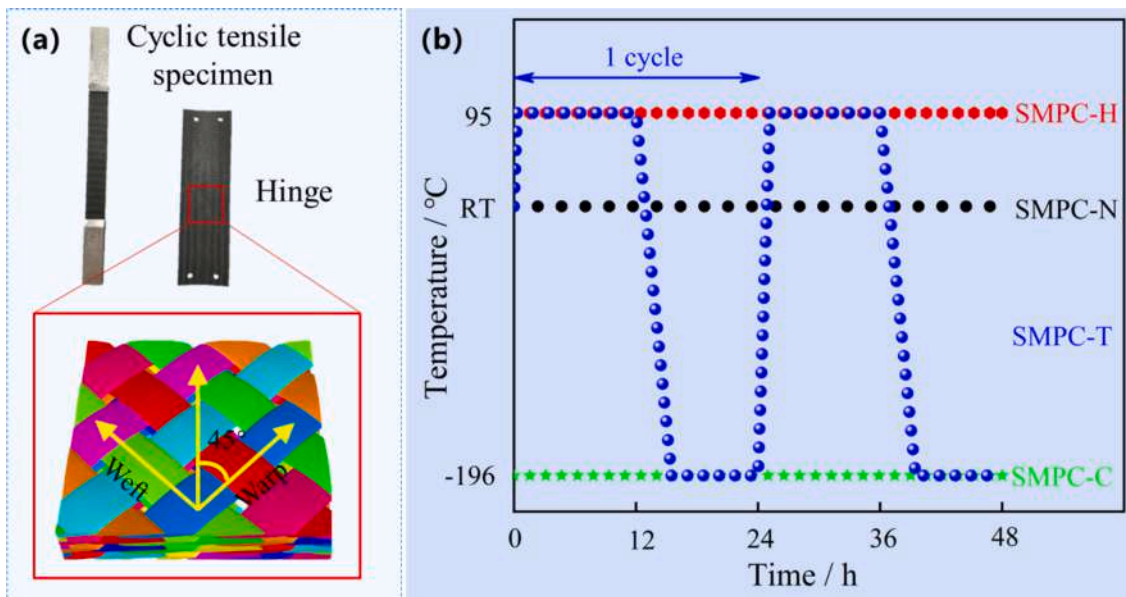 (a)
Cyclic tensile
specimen
Hinge
45°
Weft
Warp
(b)
1 cycle
95
RT
-196
Temperature / °C
SMPC-H
SMPC-N
SMPC-T
SMPC-C
0
12
24
36
48
Time / h